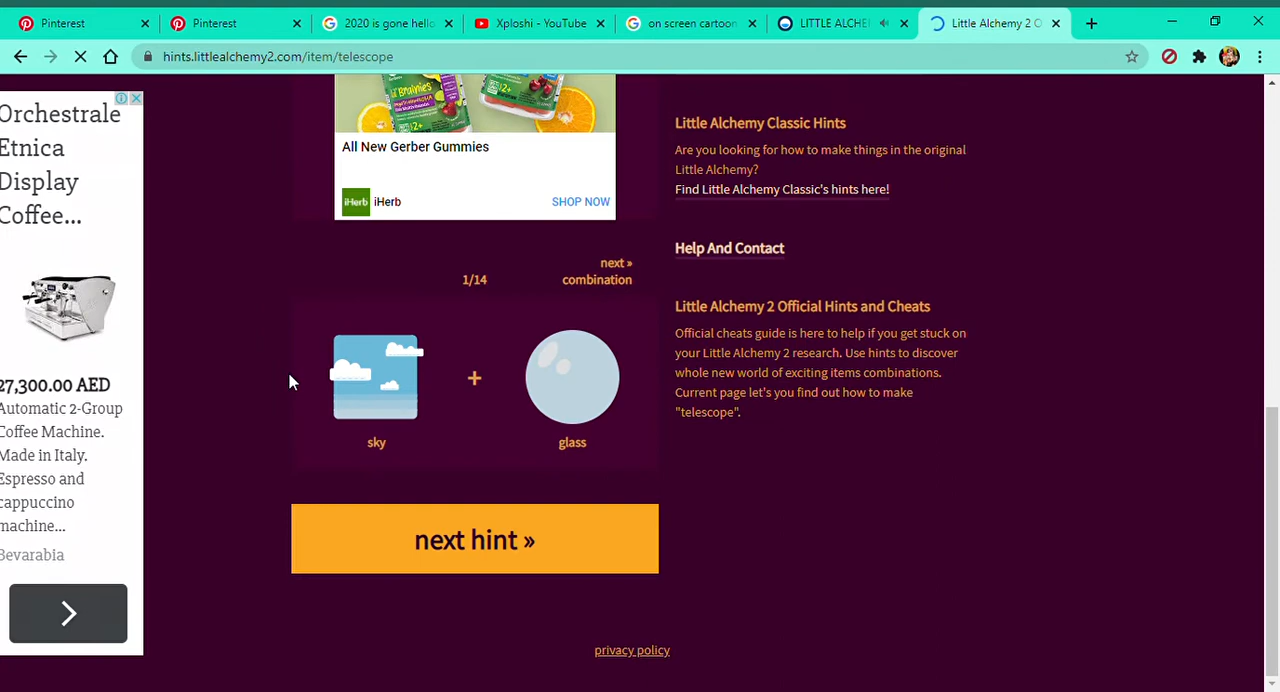 Pinterest
Pinterest
2020 is gone hello
Xploshi - YouTube
on screen cartoon
LITTLE ALCHE
Little Alchemy 2 O
hints.littlealchemy2.com/item/telescope
Orchestrale
Etnica
Display
Coffee...
27,300.00 AED
Automatic 2-Group
Coffee Machine.
Made in Italy.
Espresso and
cappuccino
machine...
Bevarabia
Brainies
2+
2+
All New Gerber Gummies
iHerb
iHerb
SHOP NOW
1/14
next »
combination
sky
+
glass
next hint »
Little Alchemy Classic Hints
Are you looking for how to make things in the original
Little Alchemy?
Find Little Alchemy Classic's hints here!
Help And Contact
Little Alchemy 2 Official Hints and Cheats
Official cheats guide is here to help if you get stuck on
your Little Alchemy 2 research. Use hints to discover
whole new world of exciting items combinations.
Current page let's you find out how to make
"telescope".
privacy policy